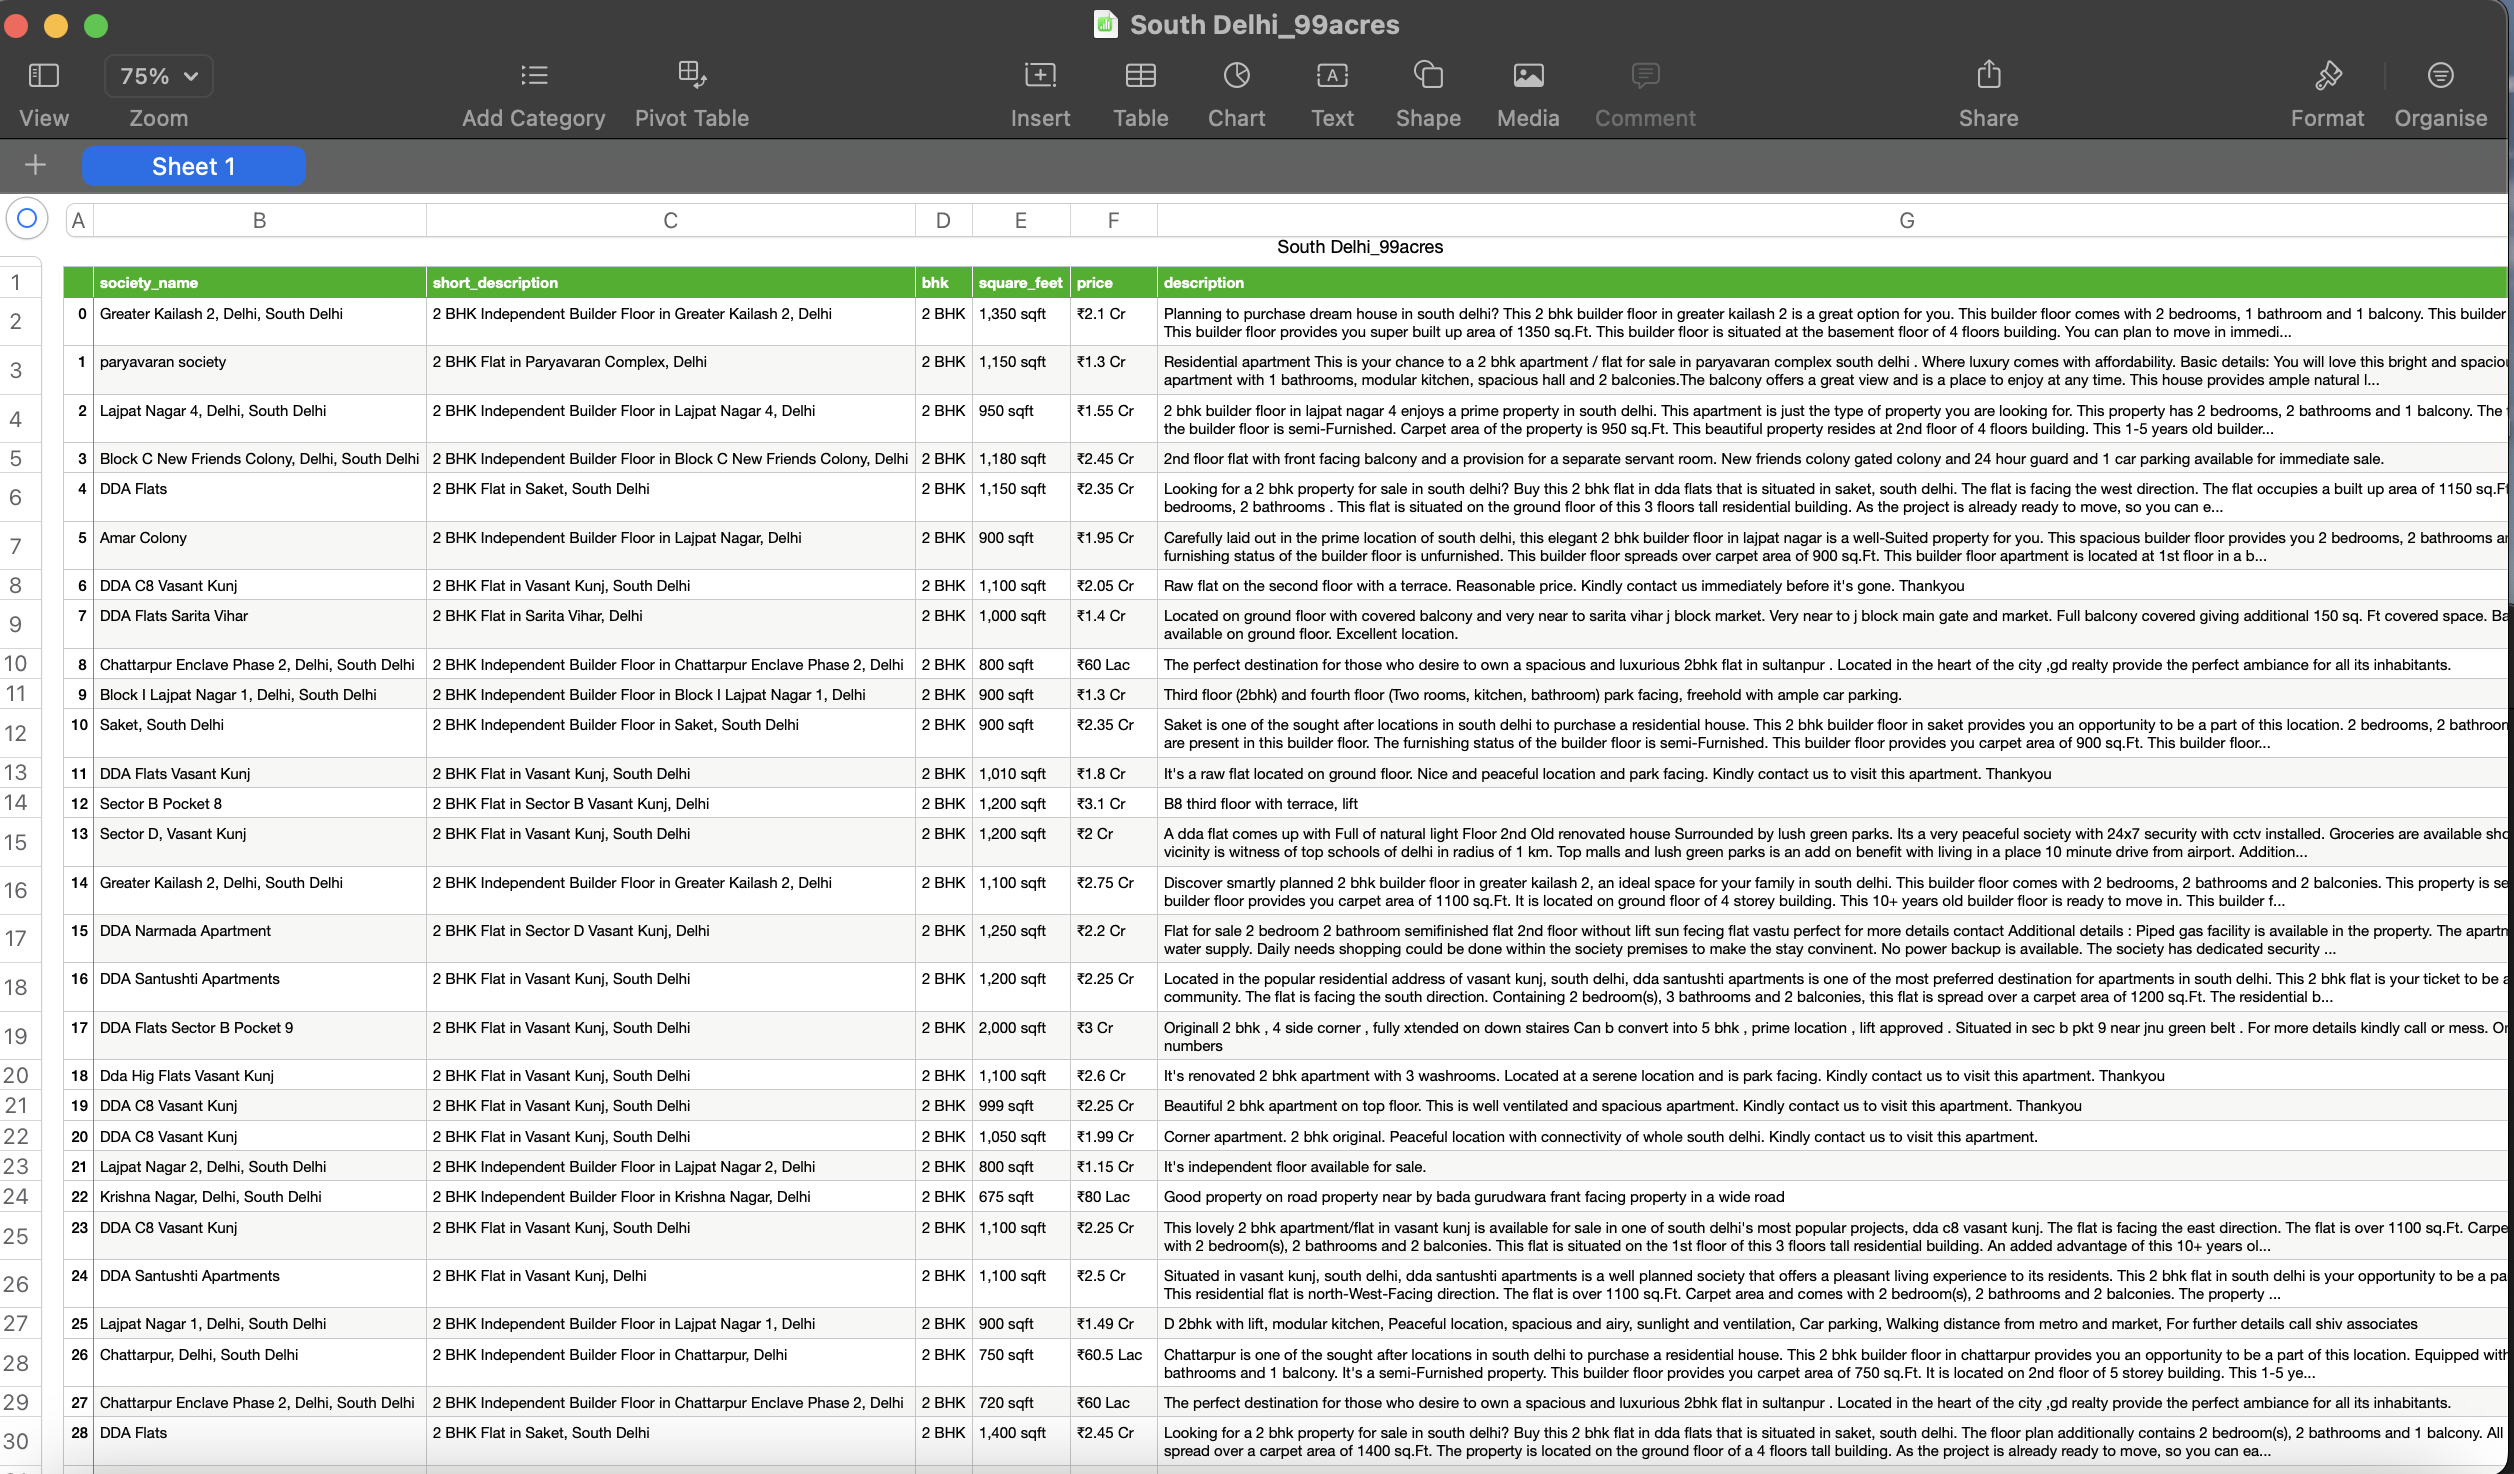 South Delhi_99acres
75%
View Zoom Add Category Pivot Table Insert Table Chart Text Shape Media Comment Share Format Organise
Sheet 1
A B C D E F G
South Delhi_99acres
1 society_name short_description bhk square_feet price description
2 0 Greater Kailash 2, Delhi, South Delhi 2 BHK Independent Builder Floor in Greater Kailash 2, Delhi 2 BHK 1,350 sqft ₹2.1 Cr Planning to purchase dream house in south delhi? This 2 bhk builder floor in greater kailash 2 is a great option for you. This builder floor comes with 2 bedrooms, 1 bathroom and 1 balcony. This builder
This builder floor provides you super built up area of 1350 sq.Ft. This builder floor is situated at the basement floor of 4 floors building. You can plan to move in immedi...
3 1 paryavaran society 2 BHK Flat in Paryavaran Complex, Delhi 2 BHK 1,150 sqft ₹1.3 Cr Residential apartment This is your chance to a 2 bhk apartment / flat for sale in paryavaran complex south delhi . Where luxury comes with affordability. Basic details: You will love this bright and
apartment with 1 bathrooms, modular kitchen, spacious hall and 2 balconies.The balcony offers a great view and is a place to enjoy at any time. This house provides ample natural l...
4 2 Lajpat Nagar 4, Delhi, South Delhi 2 BHK Independent Builder Floor in Lajpat Nagar 4, Delhi 2 BHK 950 sqft ₹1.55 Cr 2 bhk builder floor in lajpat nagar 4 enjoys a prime property in south delhi. This apartment is just the type of property you are looking for. This property has 2 bedrooms, 2 bathrooms and 1 balcony. The
the builder floor is semi-Furnished. Carpet area of the property is 950 sq.Ft. This beautiful property resides at 2nd floor of 4 floors building. This 1-5 years old builder...
5 3 Block C New Friends Colony, Delhi, South Delhi 2 BHK Independent Builder Floor in Block C New Friends Colony, Delhi 2 BHK 1,180 sqft ₹2.45 Cr 2nd floor flat with front facing balcony and a provision for a separate servant room. New friends colony gated colony and 24 hour guard and 1 car parking available for immediate sale.
6 4 DDA Flats 2 BHK Flat in Saket, South Delhi 2 BHK 1,150 sqft ₹2.35 Cr Looking for a 2 bhk property for sale in south delhi? Buy this 2 bhk flat in dda flats that is situated in saket, south delhi. The flat is facing the west direction. The flat occupies a built up area of 1150
bedrooms, 2 bathrooms . This flat is situated on the ground floor of this 3 floors tall residential building. As the project is already ready to move, so you can e...
7 5 Amar Colony 2 BHK Independent Builder Floor in Lajpat Nagar, Delhi 2 BHK 900 sqft ₹1.95 Cr Carefully laid out in the prime location of south delhi, this elegant 2 bhk builder floor in lajpat nagar is a well-Suited property for you. This spacious builder floor provides you 2 bedrooms, 2 bathrooms
furnishing status of the builder floor is unfurnished. This builder floor spreads over carpet area of 900 sq.Ft. This builder floor apartment is located at 1st floor in a b...
8 6 DDA C8 Vasant Kunj 2 BHK Flat in Vasant Kunj, South Delhi 2 BHK 1,100 sqft ₹2.05 Cr Raw flat on the second floor with a terrace. Reasonable price. Kindly contact us immediately before it's gone. Thankyou
9 7 DDA Flats Sarita Vihar 2 BHK Flat in Sarita Vihar, Delhi 2 BHK 1,000 sqft ₹1.4 Cr Located on ground floor with covered balcony and very near to sarita vihar j block market. Very near to j block main gate and market. Full balcony covered giving additional 150 sq. Ft covered space.
available on ground floor. Excellent location.
10 8 Chattarpur Enclave Phase 2, Delhi, South Delhi 2 BHK Independent Builder Floor in Chattarpur Enclave Phase 2, Delhi 2 BHK 800 sqft ₹60 Lac The perfect destination for those who desire to own a spacious and luxurious 2bhk flat in sultanpur . Located in the heart of the city ,gd realty provide the perfect ambiance for all its inhabitants.
11 9 Block I Lajpat Nagar 1, Delhi, South Delhi 2 BHK Independent Builder Floor in Block I Lajpat Nagar 1, Delhi 2 BHK 900 sqft ₹1.3 Cr Third floor (2bhk) and fourth floor (Two rooms, kitchen, bathroom) park facing, freehold with ample car parking.
12 10 Saket, South Delhi 2 BHK Independent Builder Floor in Saket, South Delhi 2 BHK 900 sqft ₹2.35 Cr Saket is one of the sought after locations in south delhi to purchase a residential house. This 2 bhk builder floor in saket provides you an opportunity to be a part of this location. 2 bedrooms, 2
are present in this builder floor. The furnishing status of the builder floor is semi-Furnished. This builder floor provides you carpet area of 900 sq.Ft. This builder floor...
13 11 DDA Flats Vasant Kunj 2 BHK Flat in Vasant Kunj, South Delhi 2 BHK 1,010 sqft ₹1.8 Cr It's a raw flat located on ground floor. Nice and peaceful location and park facing. Kindly contact us to visit this apartment. Thankyou
14 12 Sector B Pocket 8 2 BHK Flat in Sector B Vasant Kunj, Delhi 2 BHK 1,200 sqft ₹3.1 Cr B8 third floor with terrace, lift
15 13 Sector D, Vasant Kunj 2 BHK Flat in Vasant Kunj, South Delhi 2 BHK 1,200 sqft ₹2 Cr A dda flat comes up with Full of natural light Floor 2nd Old renovated house Surrounded by lush green parks. Its a very peaceful society with 24x7 security with cctv installed. Groceries are available
vicinity is witness of top schools of delhi in radius of 1 km. Top malls and lush green parks is an add on benefit with living in a place 10 minute drive from airport. Addition...
16 14 Greater Kailash 2, Delhi, South Delhi 2 BHK Independent Builder Floor in Greater Kailash 2, Delhi 2 BHK 1,100 sqft ₹2.75 Cr Discover smartly planned 2 bhk builder floor in greater kailash 2, an ideal space for your family in south delhi. This builder floor comes with 2 bedrooms, 2 bathrooms and 2 balconies. This property is
builder floor provides you carpet area of 1100 sq.Ft. It is located on ground floor of 4 storey building. This 10+ years old builder floor is ready to move in. This builder f...
17 15 DDA Narmada Apartment 2 BHK Flat in Sector D Vasant Kunj, Delhi 2 BHK 1,250 sqft ₹2.2 Cr Flat for sale 2 bedroom 2 bathroom semifinished flat 2nd floor without lift sun fecing flat vastu perfect for more details contact Additional details : Piped gas facility is available in the property. The
water supply. Daily needs shopping could be done within the society premises to make the stay convinent. No power backup is available. The society has dedicated security ...
18 16 DDA Santushti Apartments 2 BHK Flat in Vasant Kunj, South Delhi 2 BHK 1,200 sqft ₹2.25 Cr Located in the popular residential address of vasant kunj, south delhi, dda santushti apartments is one of the most preferred destination for apartments in south delhi. This 2 bhk flat is your ticket to be a
community. The flat is facing the south direction. Containing 2 bedroom(s), 3 bathrooms and 2 balconies, this flat is spread over a carpet area of 1200 sq.Ft. The residential b...
19 17 DDA Flats Sector B Pocket 9 2 BHK Flat in Vasant Kunj, South Delhi 2 BHK 2,000 sqft ₹3 Cr Originall 2 bhk , 4 side corner , fully xtended on down staires Can b convert into 5 bhk , prime location , lift approved . Situated in sec b pkt 9 near jnu green belt . For more details kindly call or mess.
numbers
20 18 Dda Hig Flats Vasant Kunj 2 BHK Flat in Vasant Kunj, South Delhi 2 BHK 1,100 sqft ₹2.6 Cr It's renovated 2 bhk apartment with 3 washrooms. Located at a serene location and is park facing. Kindly contact us to visit this apartment. Thankyou
21 19 DDA C8 Vasant Kunj 2 BHK Flat in Vasant Kunj, South Delhi 2 BHK 999 sqft ₹2.25 Cr Beautiful 2 bhk apartment on top floor. This is well ventilated and spacious apartment. Kindly contact us to visit this apartment. Thankyou
22 20 DDA C8 Vasant Kunj 2 BHK Flat in Vasant Kunj, South Delhi 2 BHK 1,050 sqft ₹1.99 Cr Corner apartment. 2 bhk original. Peaceful location with connectivity of whole south delhi. Kindly contact us to visit this apartment.
23 21 Lajpat Nagar 2, Delhi, South Delhi 2 BHK Independent Builder Floor in Lajpat Nagar 2, Delhi 2 BHK 800 sqft ₹1.15 Cr It's independent floor available for sale.
24 22 Krishna Nagar, Delhi, South Delhi 2 BHK Independent Builder Floor in Krishna Nagar, Delhi 2 BHK 675 sqft ₹80 Lac Good property on road property near by bada gurudwara frant facing property in a wide road
25 23 DDA C8 Vasant Kunj 2 BHK Flat in Vasant Kunj, South Delhi 2 BHK 1,100 sqft ₹2.25 Cr This lovely 2 bhk apartment/flat in vasant kunj is available for sale in one of south delhi's most popular projects, dda c8 vasant kunj. The flat is facing the east direction. The flat is over 1100 sq.Ft.
with 2 bedroom(s), 2 bathrooms and 2 balconies. This flat is situated on the 1st floor of this 3 floors tall residential building. An added advantage of this 10+ years ol...
26 24 DDA Santushti Apartments 2 BHK Flat in Vasant Kunj, Delhi 2 BHK 1,100 sqft ₹2.5 Cr Situated in vasant kunj, south delhi, dda santushti apartments is a well planned society that offers a pleasant living experience to its residents. This 2 bhk flat in south delhi is your opportunity to be a
This residential flat is north-West-Facing direction. The flat is over 1100 sq.Ft. Carpet area and comes with 2 bedroom(s), 2 bathrooms and 2 balconies. The property ...
27 25 Lajpat Nagar 1, Delhi, South Delhi 2 BHK Independent Builder Floor in Lajpat Nagar 1, Delhi 2 BHK 900 sqft ₹1.49 Cr D 2bhk with lift, modular kitchen, Peaceful location, spacious and airy, sunlight and ventilation, Car parking, Walking distance from metro and market, For further details call shiv associates
28 26 Chattarpur, Delhi, South Delhi 2 BHK Independent Builder Floor in Chattarpur, Delhi 2 BHK 750 sqft ₹60.5 Lac Chattarpur is one of the sought after locations in south delhi to purchase a residential house. This 2 bhk builder floor in chattarpur provides you an opportunity to be a part of this location. Equipped
bathrooms and 1 balcony. It's a semi-Furnished property. This builder floor provides you carpet area of 750 sq.Ft. It is located on 2nd floor of 5 storey building. This 1-5 ye...
29 27 Chattarpur Enclave Phase 2, Delhi, South Delhi 2 BHK Independent Builder Floor in Chattarpur Enclave Phase 2, Delhi 2 BHK 720 sqft ₹60 Lac The perfect destination for those who desire to own a spacious and luxurious 2bhk flat in sultanpur . Located in the heart of the city ,gd realty provide the perfect ambiance for all its inhabitants.
30 28 DDA Flats 2 BHK Flat in Saket, South Delhi 2 BHK 1,400 sqft ₹2.45 Cr Looking for a 2 bhk property for sale in south delhi? Buy this 2 bhk flat in dda flats that is situated in saket, south delhi. The floor plan additionally contains 2 bedroom(s), 2 bathrooms and 1 balcony. All
spread over a carpet area of 1400 sq.Ft. The property is located on the ground floor of a 4 floors tall building. As the project is already ready to move, so you can ea...